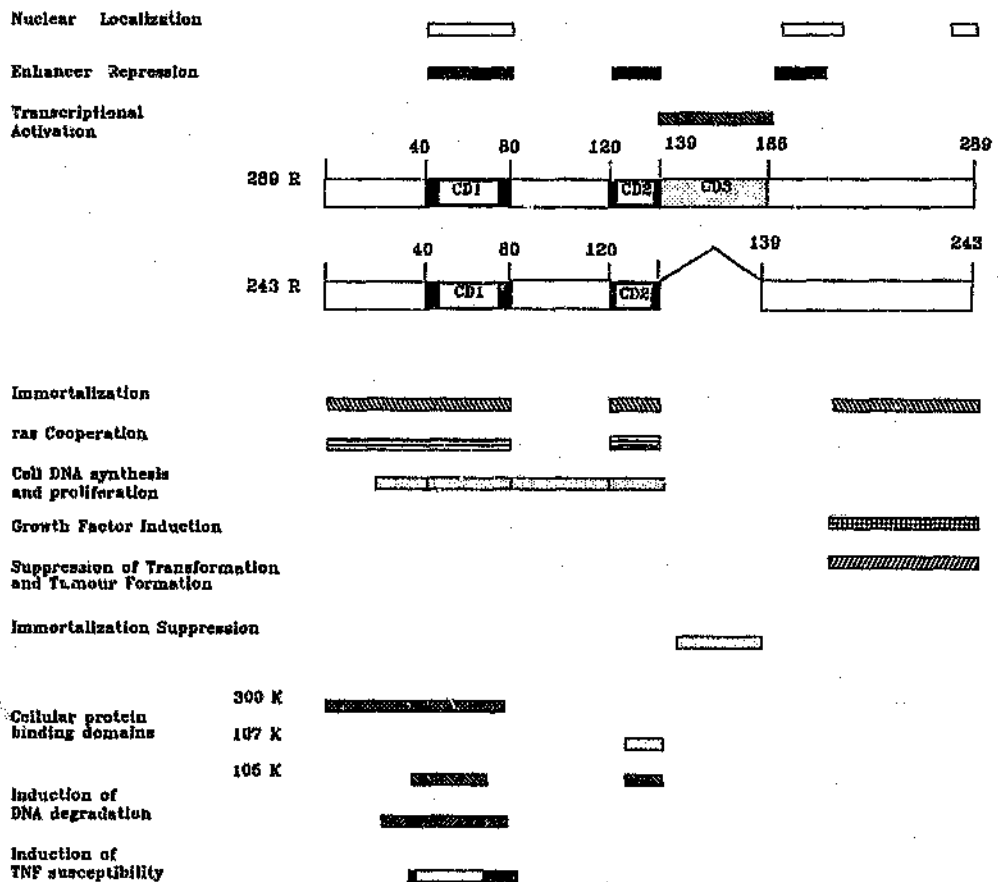 Nuclear Localization
Enhancer Repression
Transcriptional
Activation
40 80 120 139 186 289
289 R
CD1 CD2 CD3
40 80 120 139 243
243 R
CD1 CD2
Immortalization
ras Cooperation
Cell DNA synthesis
and proliferation
Growth Factor Induction
Suppression of Transformation
and Tumour Formation
Immortalization Suppression
300 K
Cellular protein
binding domains
107 K
105 K
Induction of
DNA degradation
Induction of
TNF susceptibility